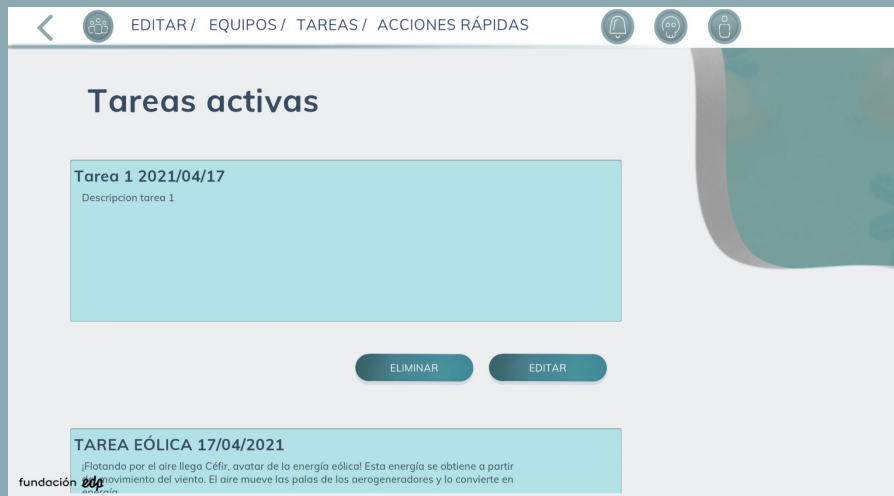 EDITAR / EQUIPOS / TAREAS / ACCIONES RÁPIDAS
Tareas activas
Tarea 1 2021/04/17
Descripcion tarea 1
ELIMINAR EDITAR
TAREA EÓLICA 17/04/2021
¡Flotando por el aire llega Céfir, avatar de la energía eólica! Esta energía se obtiene a partir
movimiento del viento. El aire mueve las palas de los aerogeneradores y lo convierte en
energía
fundación edp